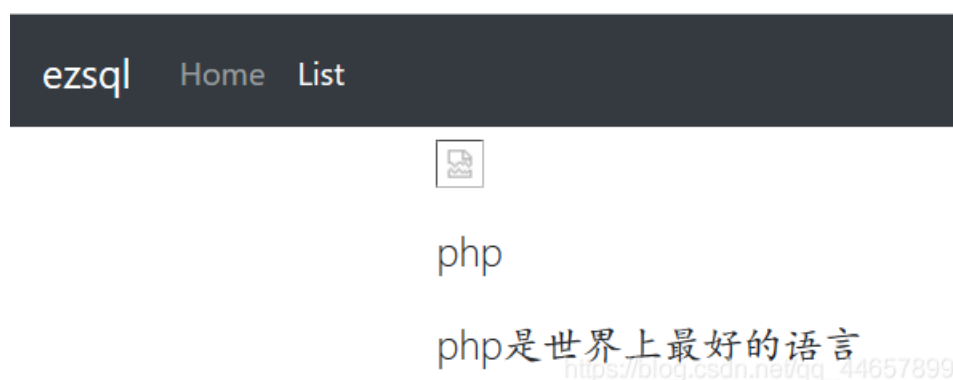 ezsql Home List
php
php是世界上最好的语言
https://blog.csdn.net/qq_44657899